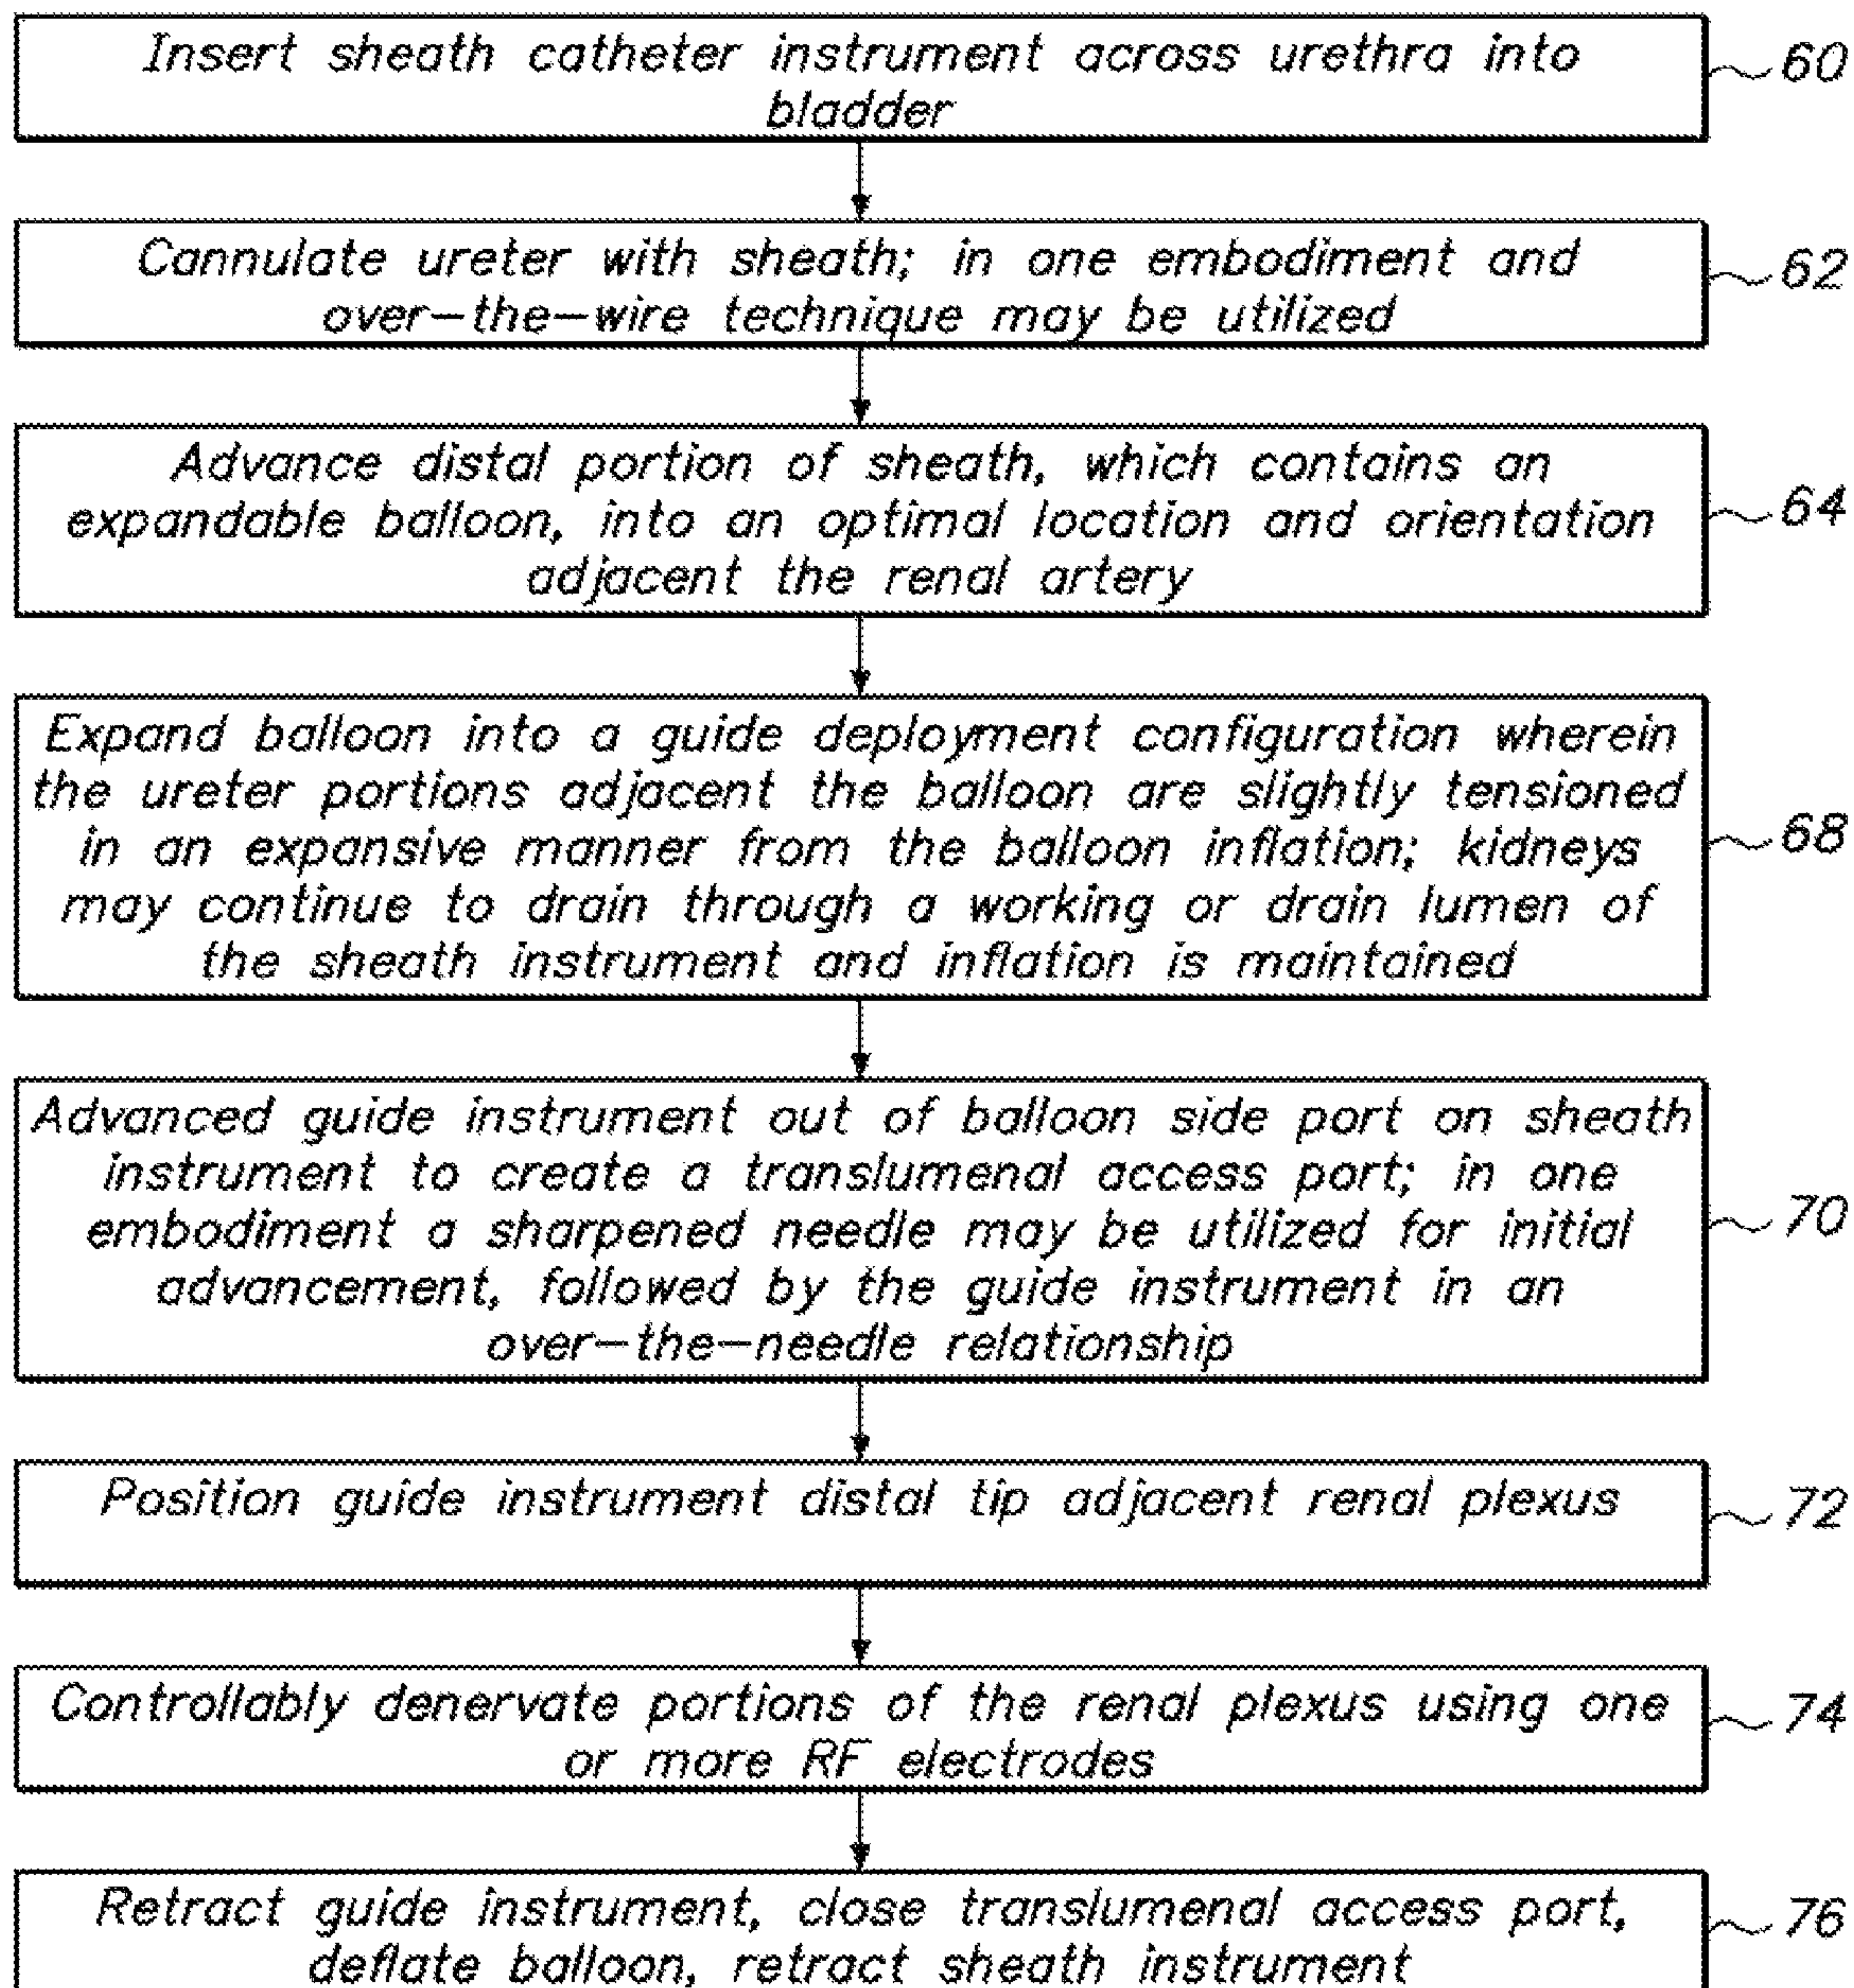 Insert sheath catheter instrument across urethra into
bladder
60
Cannulate ureter with sheath; in one embodiment and
over-the-wire technique may be utilized
62
Advance distal portion of sheath, which contains an
expandable balloon, into an optimal location and orientation
adjacent the renal artery
64
Expand balloon into a guide deployment configuration wherein
the ureter portions adjacent the balloon are slightly tensioned
in an expansive manner from the balloon inflation; kidneys
may continue to drain through a working or drain lumen of
the sheath instrument and inflation is maintained
68
Advanced guide instrument out of balloon side port on sheath
instrument to create a translumenal access port; in one
embodiment a sharpened needle may be utilized for initial
advancement, followed by the guide instrument in an
over-the-needle relationship
70
Position guide instrument distal tip adjacent renal plexus
72
Controllably denervate portions of the renal plexus using one
or more RF electrodes
74
Retract guide instrument, close translumenal access port,
deflate balloon, retract sheath instrument
76